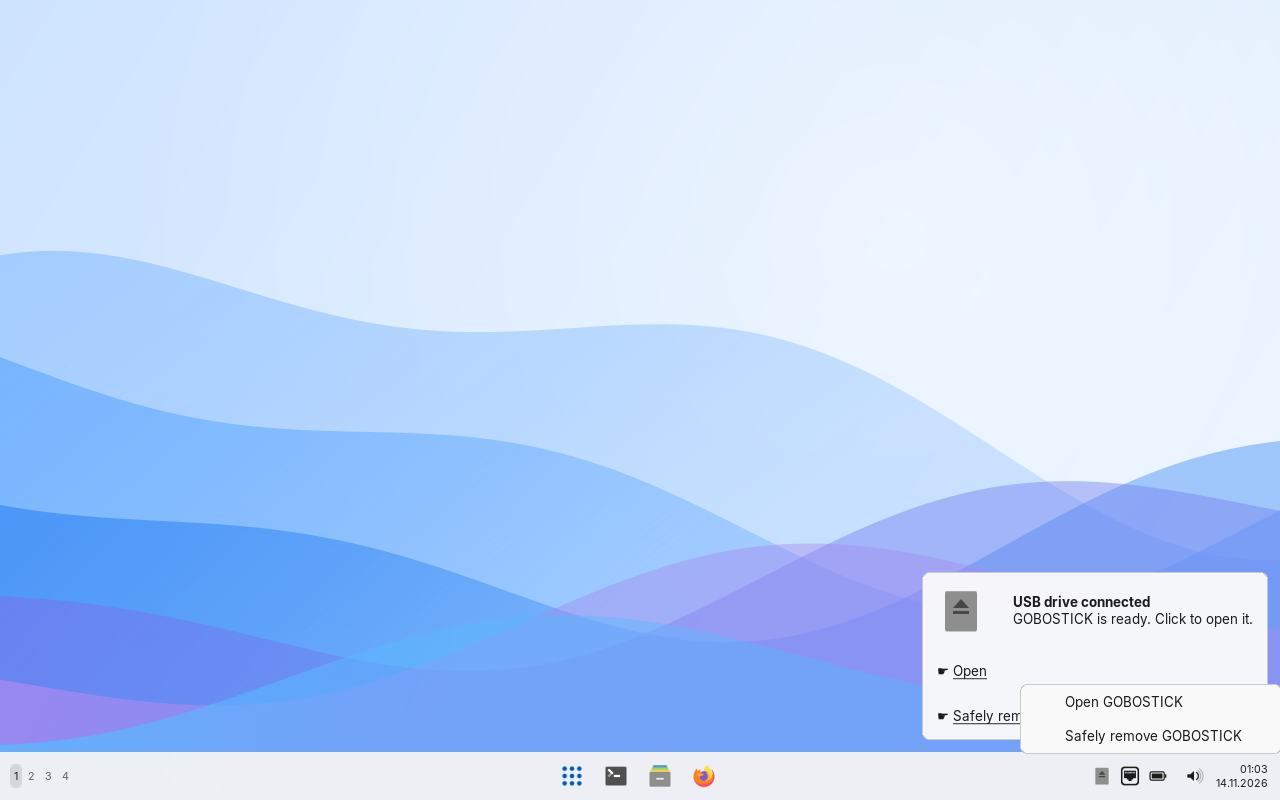 USB drive connected
GOBOSTICK is ready. Click to open it.
☛ Open
☛ Safely rem
Open GOBOSTICK
Safely remove GOBOSTICK
1 2 3 4
01:03
14.11.2026